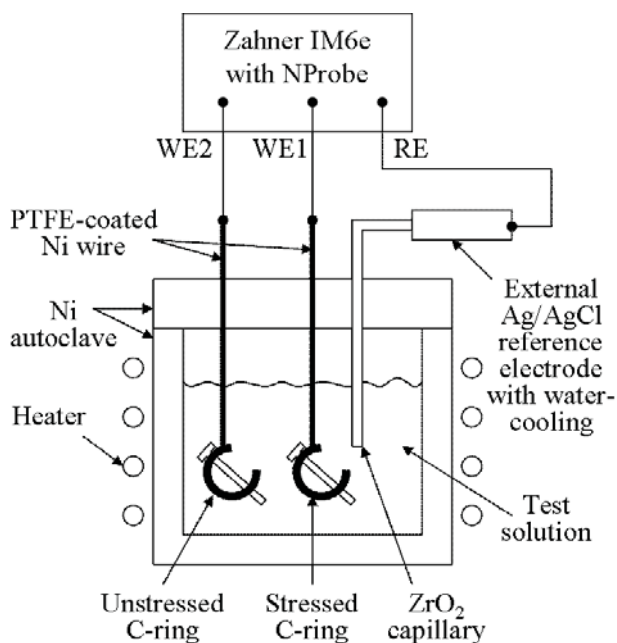 Zahner IM6e
with NProbe
WE2
WE1
RE
PTFE-coated
Ni wire
Ni
autoclave
External
Ag/AgCl
reference
electrode
with water-
cooling
Heater
Test
solution
Unstressed
C-ring
Stressed
C-ring
ZrO₂
capillary